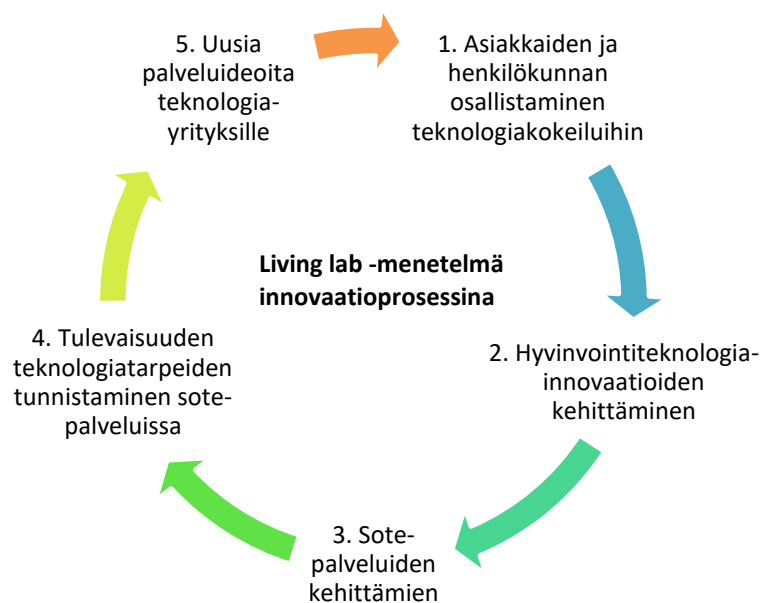 Living lab -menetelmä
innovaatioprosessina
1. Asiakkaiden ja
henkilökunnan
osallistaminen
teknologiakokeiluihin
2. Hyvinvointiteknologia-
innovaatioiden
kehittäminen
3. Sote-
palveluiden
kehittämien
4. Tulevaisuuden
teknologiatarpeiden
tunnistaminen sote-
palveluissa
5. Uusia
palveluideoita
teknologia-
yrityksille